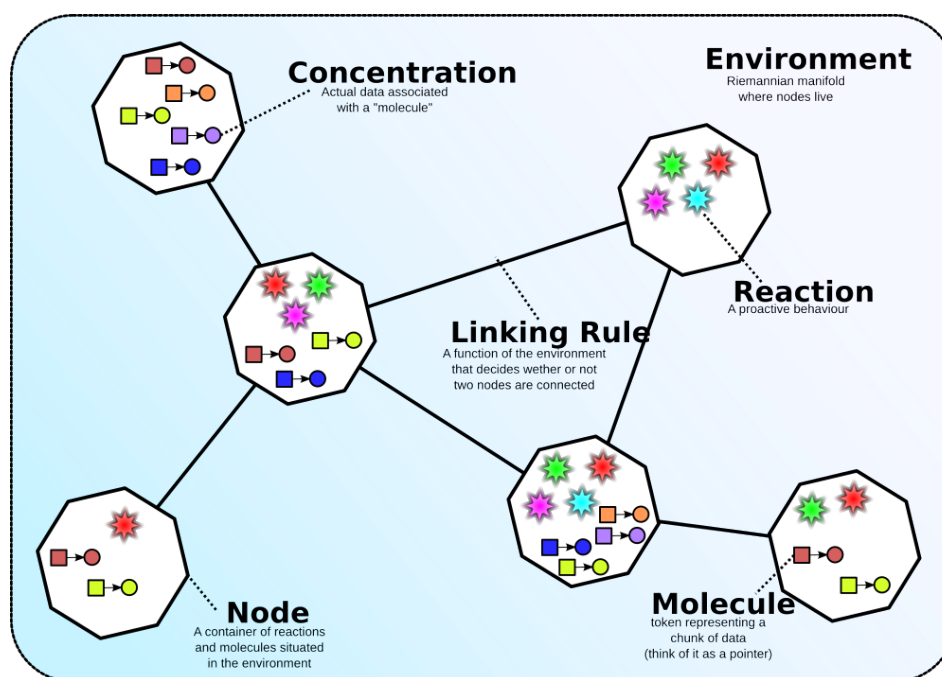 Concentration
Actual data associated
with a "molecule"
Environment
Riemannian manifold
where nodes live
Reaction
A proactive behaviour
Linking Rule
A function of the environment
that decides wether or not
two nodes are connected
Node
A container of reactions
and molecules situated
in the environment
Molecule
token representing a
chunk of data
(think of it as a pointer)